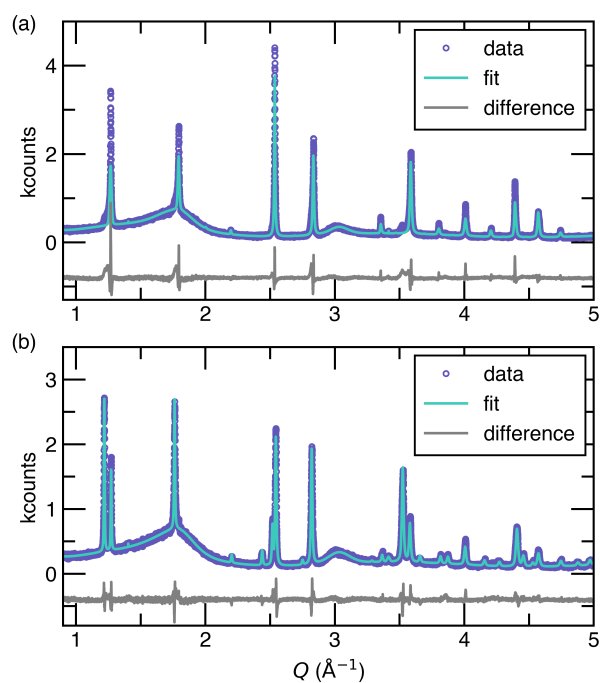 (a)
4
2
0
kcounts
data
fit
difference
1
2
3
4
5
(b)
3
2
1
0
kcounts
data
fit
difference
1
2
3
4
5
Q (Å⁻¹)